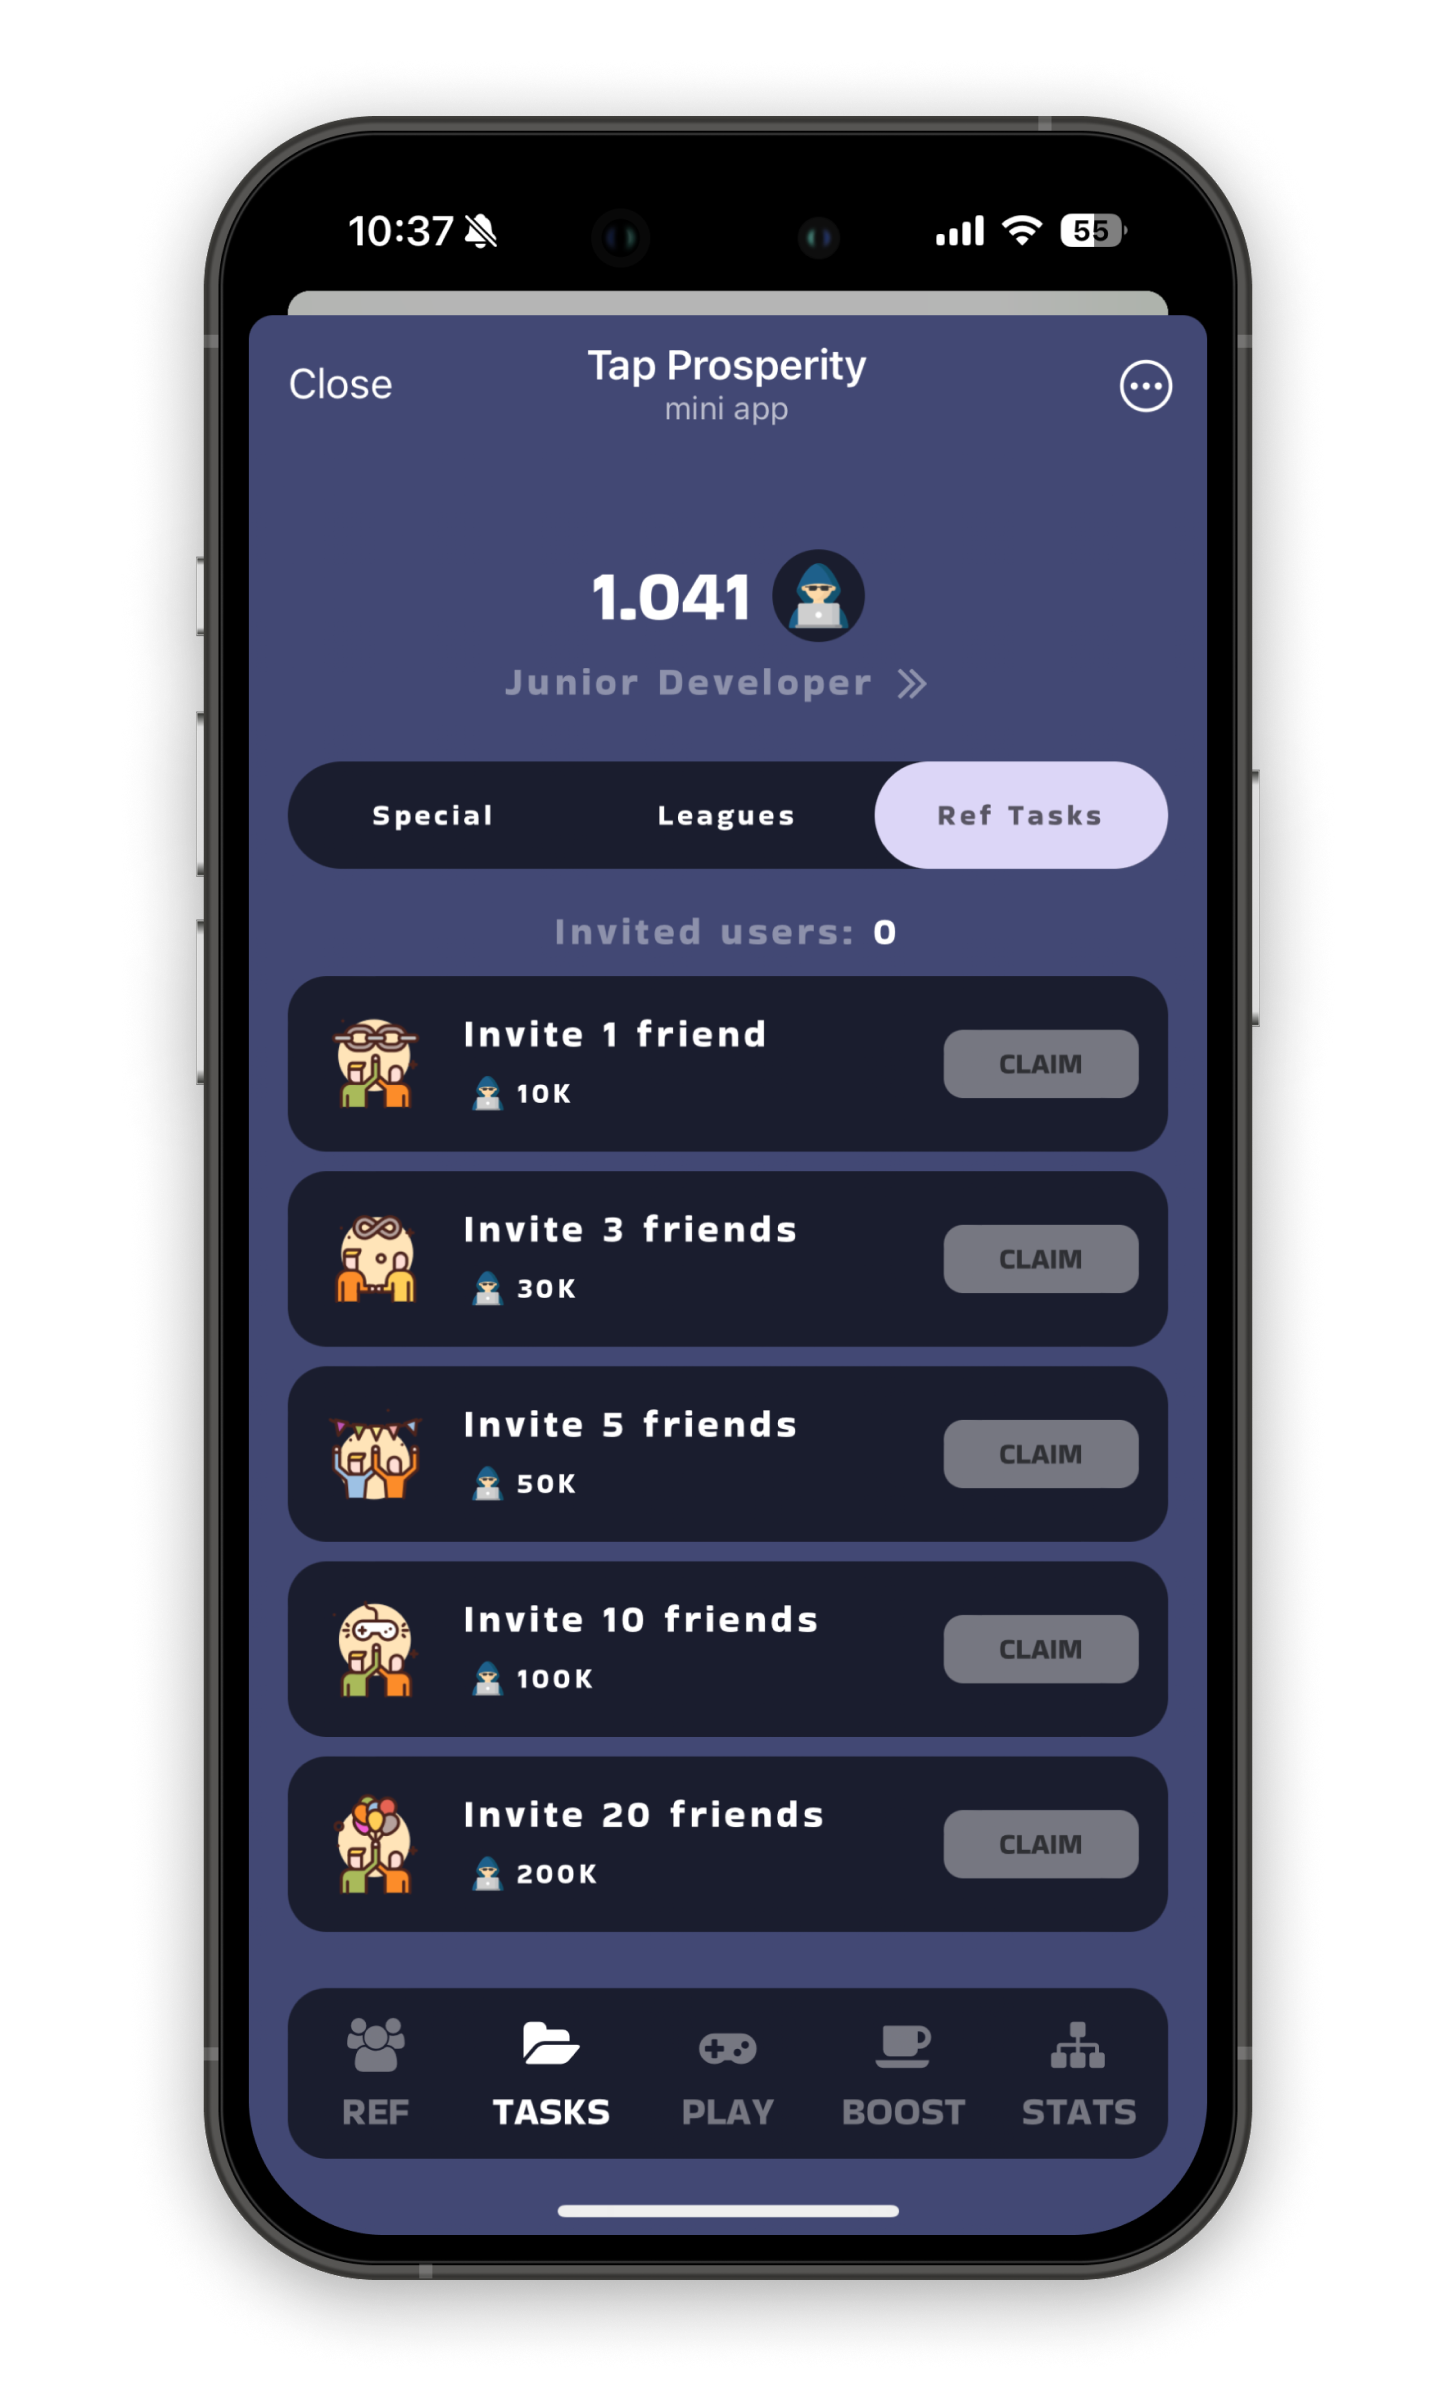 10:37
55
Close
Tap Prosperity
mini app
1.041
Junior Developer
Special
Leagues
Ref Tasks
Invited users: 0
Invite 1 friend
10K
CLAIM
Invite 3 friends
30K
CLAIM
Invite 5 friends
50K
CLAIM
Invite 10 friends
100K
CLAIM
Invite 20 friends
200K
CLAIM
REF
TASKS
PLAY
BOOST
STATS